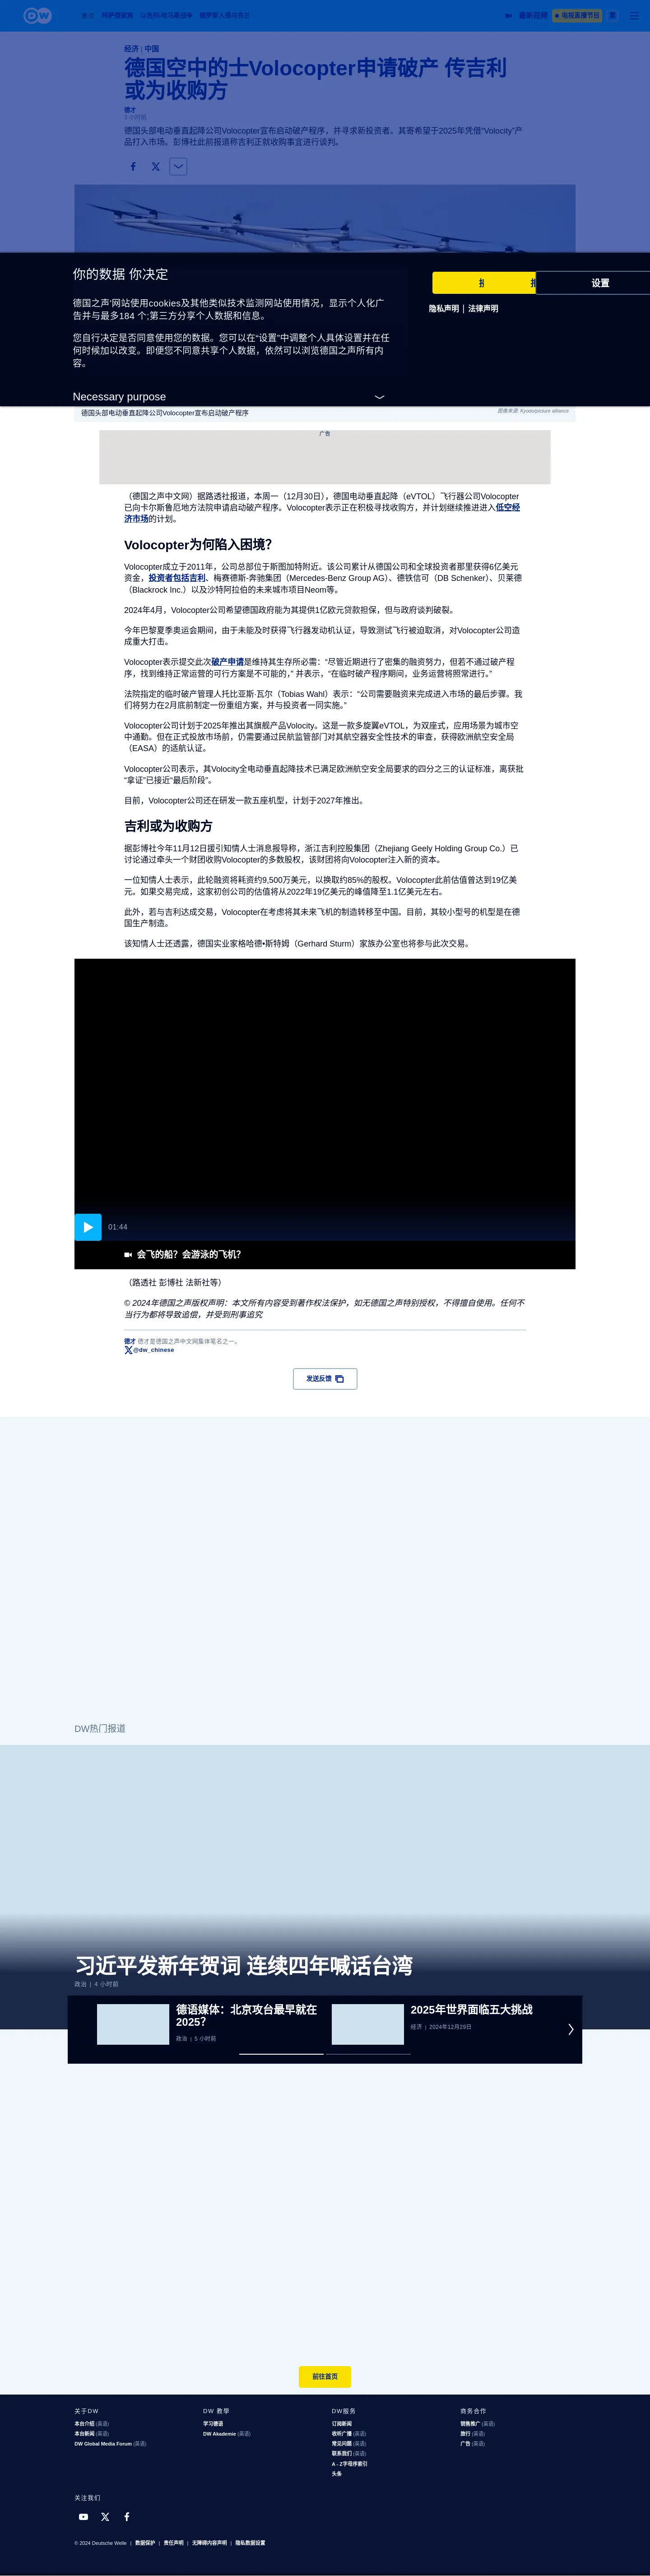 DW
最新视频
电视直播节目
经济 | 中国
德国空中的士Volocopter申请破产 传吉利
或为收购方
德才
德国头部电动垂直起降公司Volocopter宣布启动破产程序，并寻求新投资者。其寄希望于2025年凭借"Volocity"产
品打入市场。彭博社此前报道称吉利正就收购事宜进行谈判。
你的数据 你决定
德国之声'网站使用cookies及其他类似技术监测网站使用情况，显示个人化广
告并与最多184 个;第三方分享个人数据和信息。
您自行决定是否同意使用您的数据。您可以在“设置”中调整个人具体设置并在任
何时候加以改变。即便您不同意共享个人数据，依然可以浏览德国之声所有内
容。
Necessary purpose
设置
隐私声明 | 法律声明
德国头部电动垂直起降公司Volocopter宣布启动破产程序
图像来源: Kyodo/picture alliance
广告
（德国之声中文网）据路透社报道，本周一（12月30日），德国电动垂直起降（eVTOL）飞行器公司Volocopter
已向卡尔斯鲁厄地方法院申请启动破产程序。Volocopter表示正在积极寻找收购方，并计划继续推进进入低空经
济市场的计划。
Volocopter为何陷入困境？
Volocopter成立于2011年，公司总部位于斯图加特附近。该公司累计从德国公司和全球投资者那里获得6亿美元
资金，投资者包括吉利、梅赛德斯-奔驰集团（Mercedes-Benz Group AG）、德铁信可（DB Schenker）、贝莱德
（Blackrock Inc.）以及沙特阿拉伯的未来城市项目Neom等。
2024年4月，Volocopter公司希望德国政府能为其提供1亿欧元贷款担保，但与政府谈判破裂。
今年巴黎夏季奥运会期间，由于未能及时获得飞行器发动机认证，导致测试飞行被迫取消，对Volocopter公司造
成重大打击。
Volocopter表示提交此次破产申请是维持其生存所必需：“尽管近期进行了密集的融资努力，但若不通过破产程
序，找到维持正常运营的可行方案是不可能的，” 并表示，“在临时破产程序期间，业务运营将照常进行。”
法院指定的临时破产管理人托比亚斯·瓦尔（Tobias Wahl）表示：“公司需要融资来完成进入市场的最后步骤。我
们将努力在2月底前制定一份重组方案，并与投资者一同实施。”
Volocopter公司计划于2025年推出其旗舰产品Volocity。这是一款多旋翼eVTOL，为双座式，应用场景为城市空
中通勤。但在正式投放市场前，仍需要通过民航监管部门对其航空器安全性技术的审查，获得欧洲航空安全局
（EASA）的适航认证。
Volocopter公司表示，其Volocity全电动垂直起降技术已满足欧洲航空安全局要求的四分之三的认证标准，离获批
“拿证”已接近“最后阶段”。
目前，Volocopter公司还在研发一款五座机型，计划于2027年推出。
吉利或为收购方
据彭博社今年11月12日援引知情人士消息报导称，浙江吉利控股集团（Zhejiang Geely Holding Group Co.）已
讨论通过牵头一个财团收购Volocopter的多数股权，该财团将向Volocopter注入新的资本。
一位知情人士表示，此轮融资将耗资约9,500万美元，以换取约85%的股权。Volocopter此前估值曾达到19亿美
元。如果交易完成，这家初创公司的估值将从2022年19亿美元的峰值降至1.1亿美元左右。
此外，若与吉利达成交易，Volocopter在考虑将其未来飞机的制造转移至中国。目前，其较小型号的机型是在德
国生产制造。
该知情人士还透露，德国实业家格哈德•斯特姆（Gerhard Sturm）家族办公室也将参与此次交易。
01:44
会飞的船？会游泳的飞机？
（路透社 彭博社 法新社等）
© 2024年德国之声版权声明：本文所有内容受到著作权法保护，如无德国之声特别授权，不得擅自使用。任何不
当行为都将导致追偿，并受到刑事追究
德才 德才是德国之声中文网集体笔名之一。
@dw_chinese
发送反馈
DW热门报道
习近平发新年贺词 连续四年喊话台湾
政治 | 4 小时前
德语媒体：北京攻台最早就在
2025？
政治 | 5 小时前
2025年世界面临五大挑战
经济 | 2024年12月29日
前往首页
关于DW
本台介绍 (英语)
本台新闻 (英语)
DW Global Media Forum (英语)
DW 教學
学习德语
DW Akademie (英语)
DW服务
订阅新闻
收听广播 (英语)
常见问题 (英语)
联系我们 (英语)
A - Z字母序索引
头条
商务合作
销售推广 (英语)
旅行 (英语)
广告 (英语)
关注我们
© 2024 Deutsche Welle | 数据保护 | 责任声明 | 无障碍内容声明 | 隐私数据设置